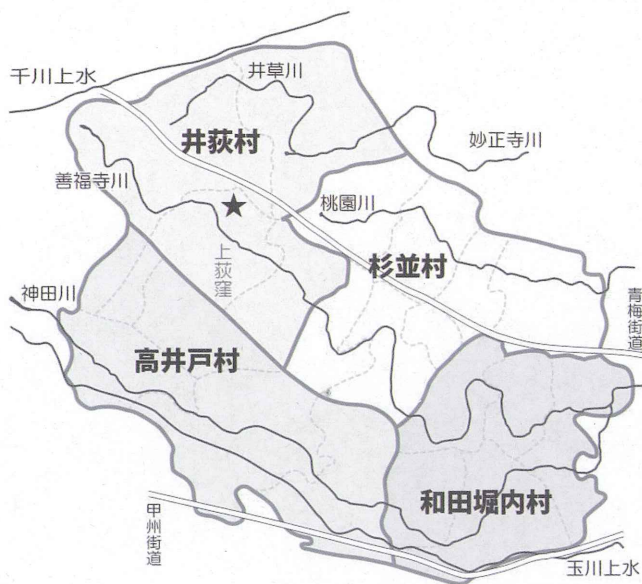 井草川
千川上水
井荻村
妙正寺川
善福寺川
★
桃園川
上荻窪
杉並村
神田川
青梅街道
高井戸村
和田堀内村
甲州街道
玉川上水